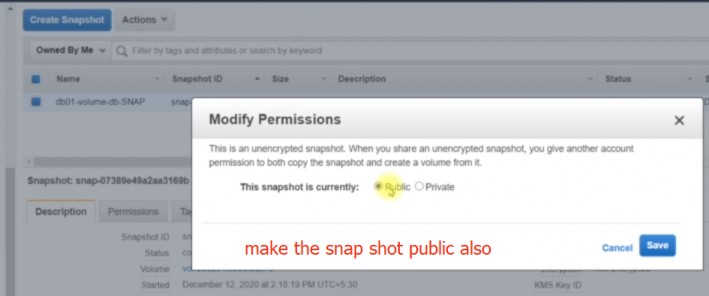 Create Snapshot Actions
Owned By Me Filter by tags and attributes or search by keyword
Name Snapshot ID Size Description Status
db01-volume-db-SNAP snap-
Modify Permissions
This is an unencrypted snapshot. When you share an unencrypted snapshot, you give another account
permission to both copy the snapshot and create a volume from it.
This snapshot is currently: Public Private
Snapshot: snap-07389e49a2aa3169b
Description Permissions Ta
Snapshot ID sn
make the snap shot public also
Cancel Save
Status co
Volume
Started December 12, 2020 at 2:18:19 PM UTC+5:30 KMS Key ID